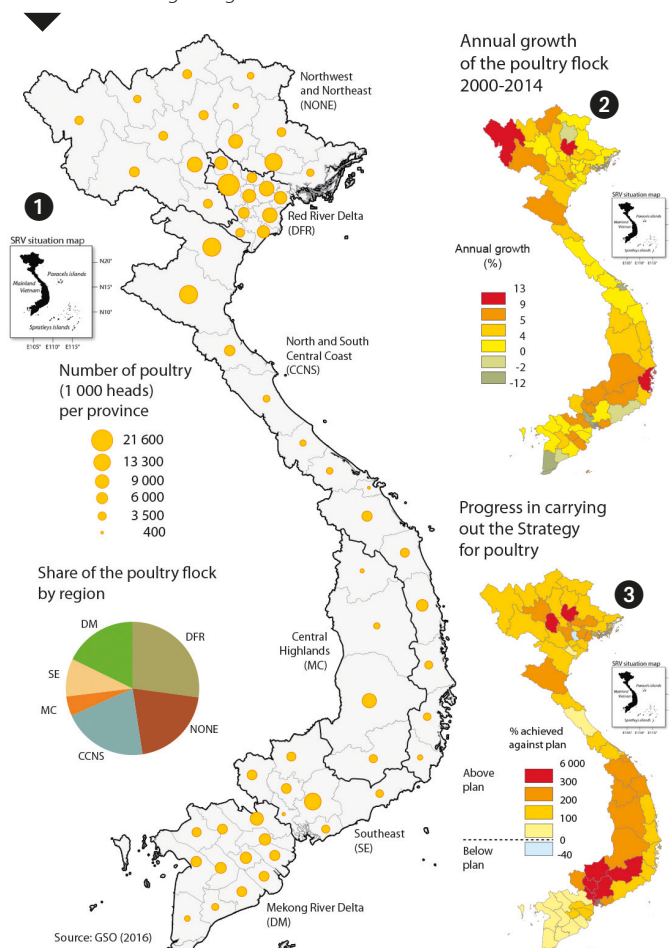 Annual growth
of the poultry flock
2000-2014
2
Northwest
and Northeast
(NONE)
1
SRV situation map
Paracels islands
Mainland
Vietnam
Spratleys islands
N20°
N15°
N10°
E105° E110° E115°
Red River Delta
(DFR)
SRV situation map
Annual growth
(%)
13
9
5
4
0
-2
-12
North and South
Central Coast
(CCNS)
Number of poultry
(1 000 heads)
per province
21 600
13 300
9 000
6 000
3 500
400
Progress in carrying
out the Strategy
for poultry
3
Share of the poultry flock
by region
DM
DFR
SE
MC
CCNS
NONE
Central
Highlands
(MC)
SRV situation map
% achieved
against plan
Above
plan
6 000
300
200
100
0
Below
plan
-40
Southeast
(SE)
Mekong River Delta
(DM)
Source: GSO (2016)